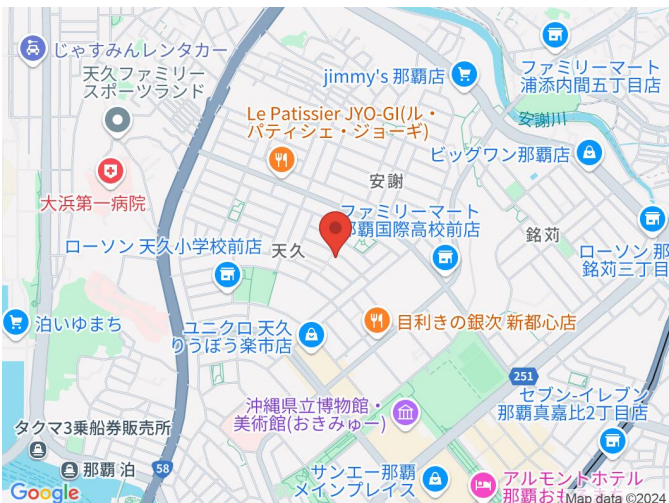 じゃすみんレンタカー
天久ファミリー
スポーツランド
jimmy's 那覇店
ファミリーマート
浦添内間五丁目店
Le Patissier JYO-GI(ル・
パティシェ・ジョーギ)
安謝川
ビッグワン那覇店
大浜第一病院
安謝
ファミリーマート
那覇国際高校前店
銘苅
ローソン 天久小学校前店
天久
ローソン 那
銘苅三丁目
泊いゆまち
ユニクロ 天久
りうぼう楽市店
目利きの銀次 新都心店
251
沖縄県立博物館・
美術館(おきみゅー)
セブン-イレブン
那覇真嘉比2丁目店
タクマ3乗船券販売所
那覇 泊
58
サンエー那覇
メインプレイス
アルモントホテル
那覇おも
Google
Map data ©2024